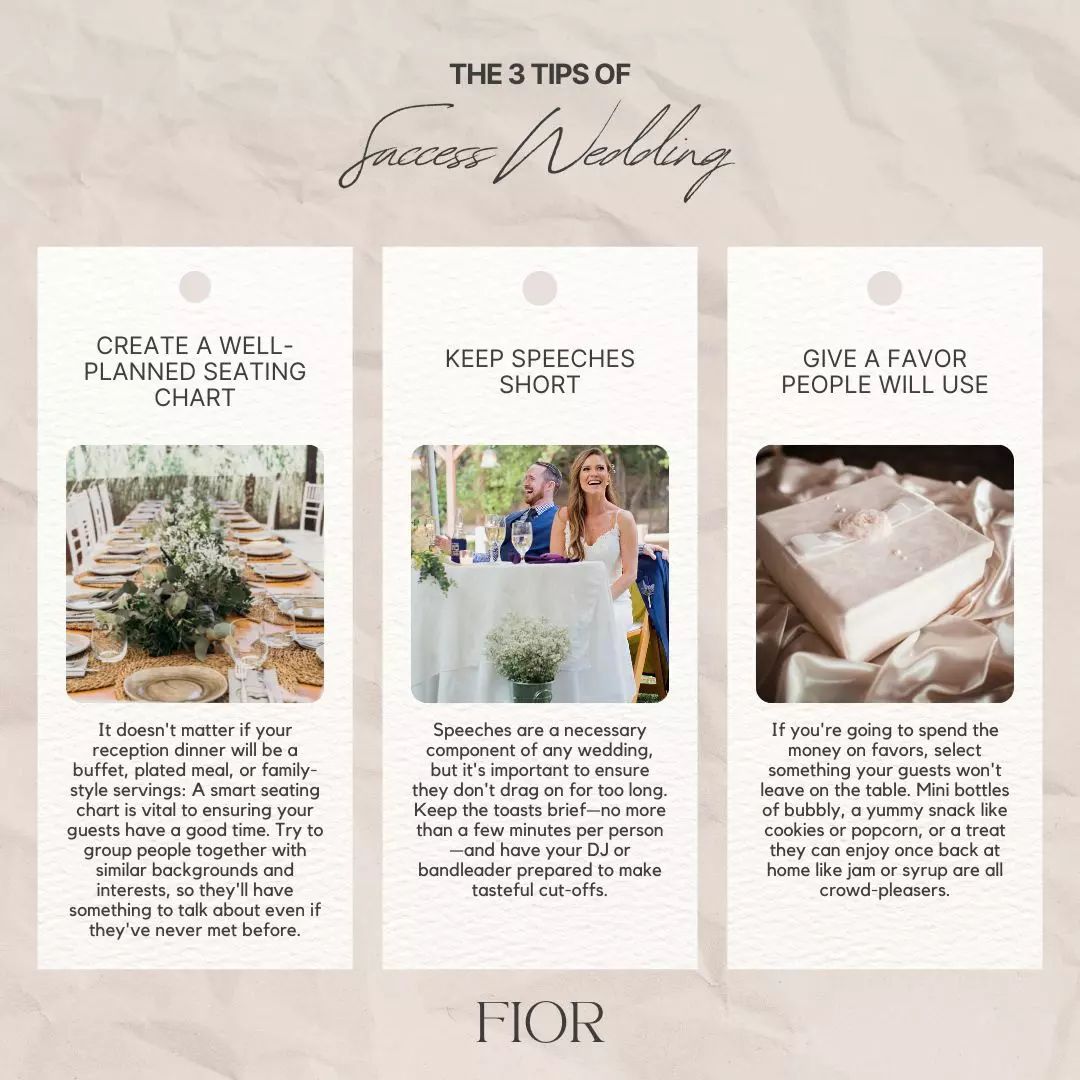 THE 3 TIPS OF
Success Wedding
CREATE A WELL-
PLANNED SEATING
CHART
It doesn't matter if your
reception dinner will be a
buffet, plated meal, or family-
style servings: A smart seating
chart is vital to ensuring your
guests have a good time. Try to
group people together with
similar backgrounds and
interests, so they'll have
something to talk about even if
they've never met before.
KEEP SPEECHES
SHORT
Speeches are a necessary
component of any wedding,
but it's important to ensure
they don't drag on for too long.
Keep the toasts brief—no more
than a few minutes per person
—and have your DJ or
bandleader prepared to make
tasteful cut-offs.
GIVE A FAVOR
PEOPLE WILL USE
If you're going to spend the
money on favors, select
something your guests won't
leave on the table. Mini bottles
of bubbly, a yummy snack like
cookies or popcorn, or a treat
they can enjoy once back at
home like jam or syrup are all
crowd-pleasers.
FIOR